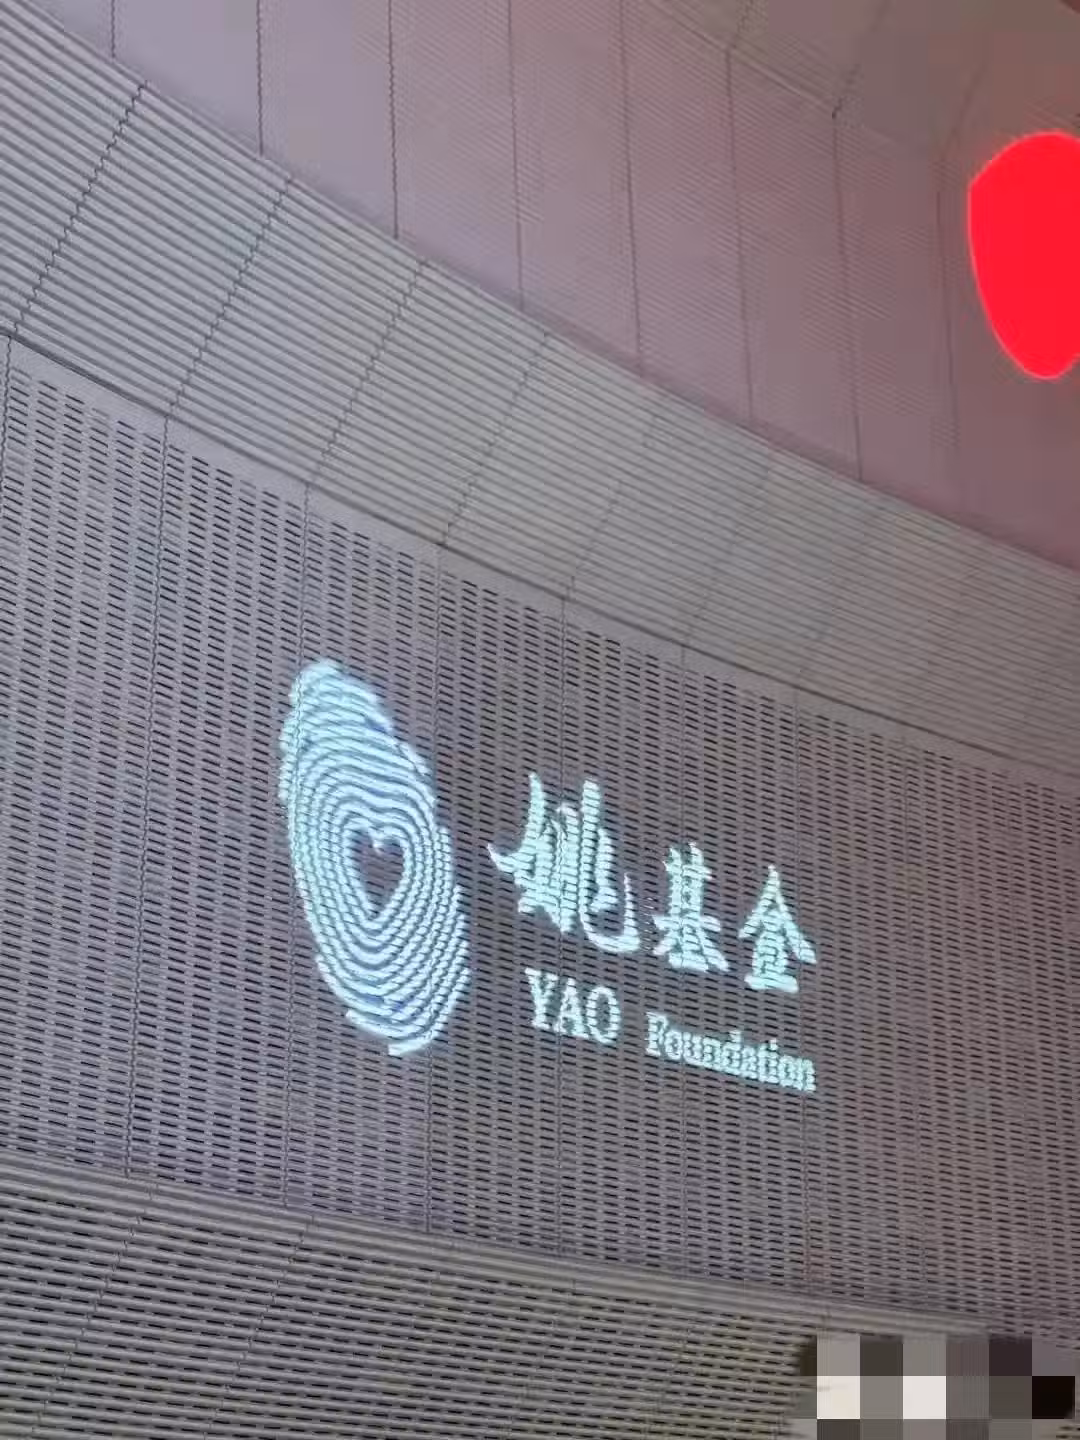 姚基金
YAO Foundation